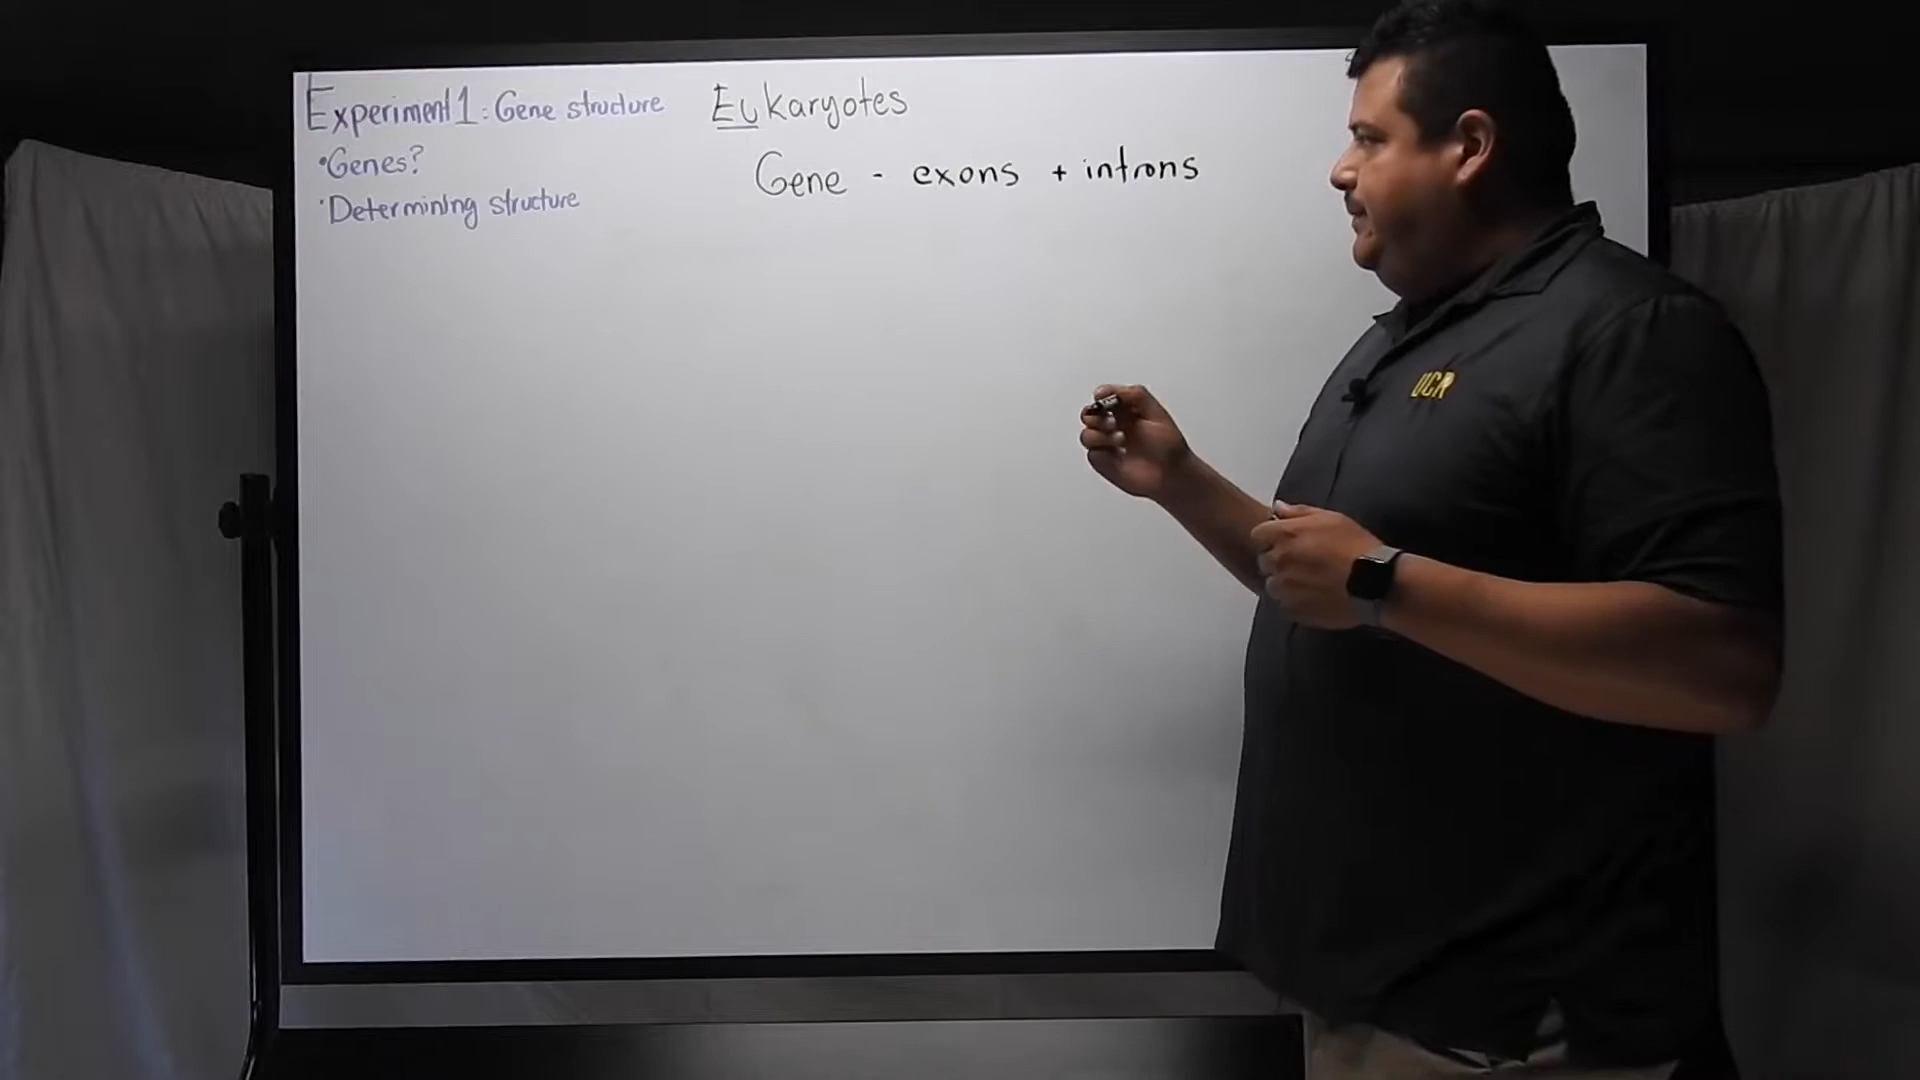 Experiment 1: Gene structure
•Genes?
•Determining structure
Eukaryotes
Gene - exons + introns
UCR